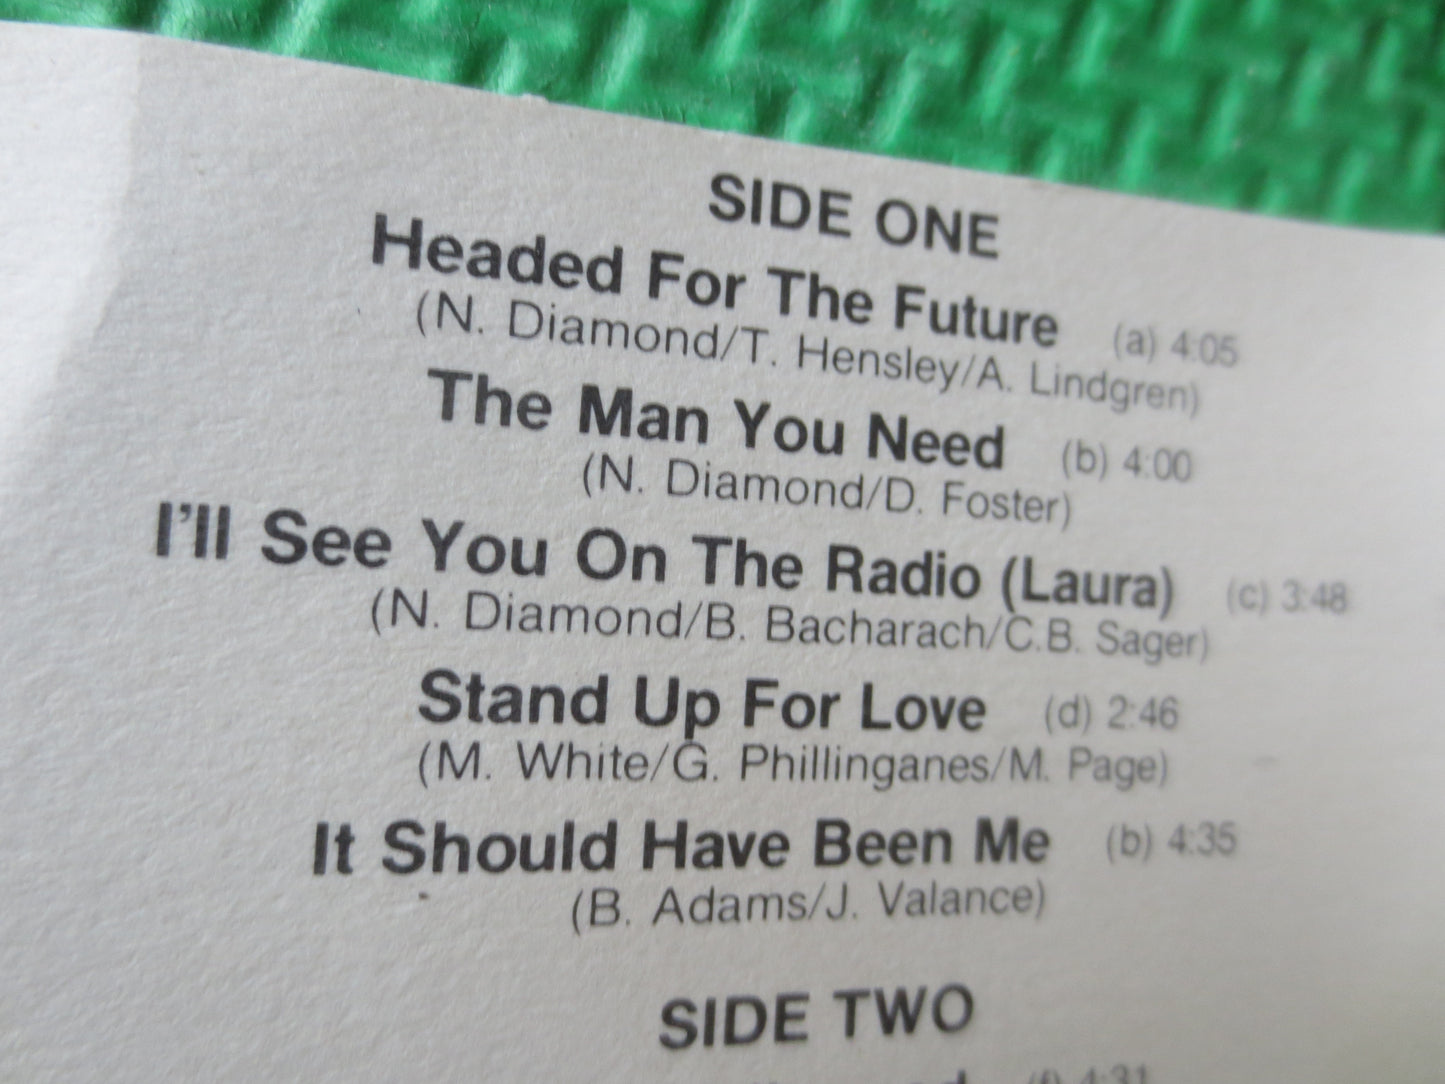 SIDE ONE
Headed For The Future (a) 4:05
(N. Diamond/T. Hensley/A. Lindgren)
The Man You Need (b) 4:00
(N. Diamond/D. Foster)
I'll See You On The Radio (Laura) (c) 3:48
(N. Diamond/B. Bacharach/C.B. Sager)
Stand Up For Love (d) 2:46
(M. White/G. Phillinganes/M. Page)
It Should Have Been Me (b) 4:35
(B. Adams/J. Valance)
SIDE TWO
(f) 4:31